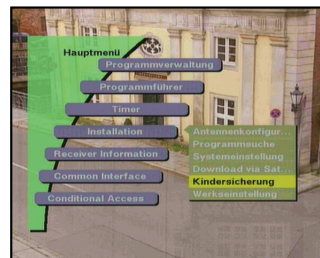 Hauptmenü
Programmverwaltung
Programmführer
Timer
Installation
Receiver Information
Common Interface
Conditional Access
Antennenkonfigur...
Programmsuche
Systemeinstellung
Download via Sat...
Kindersicherung
Werkseinstellung